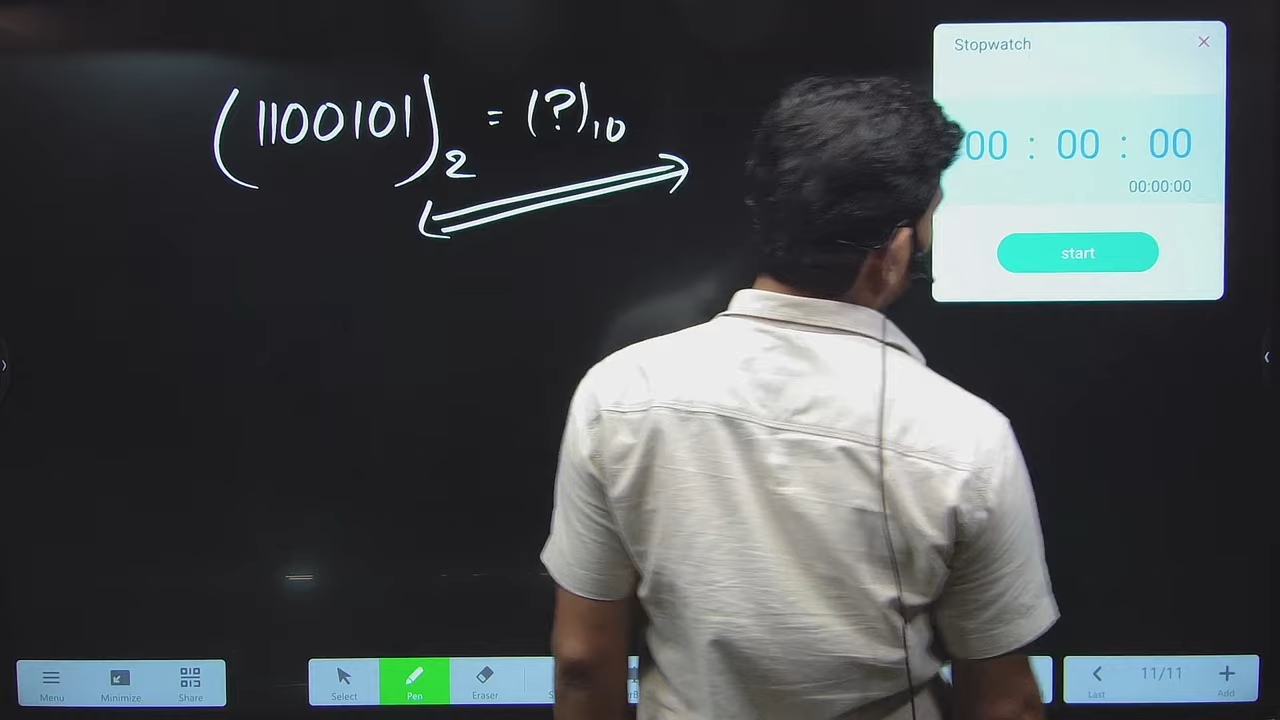 (1100101)2 = (?)10
Stopwatch ×
00 : 00 : 00
00:00:00
start
Menu Minimize Share
Select Pen Eraser
Last 11/11 Add